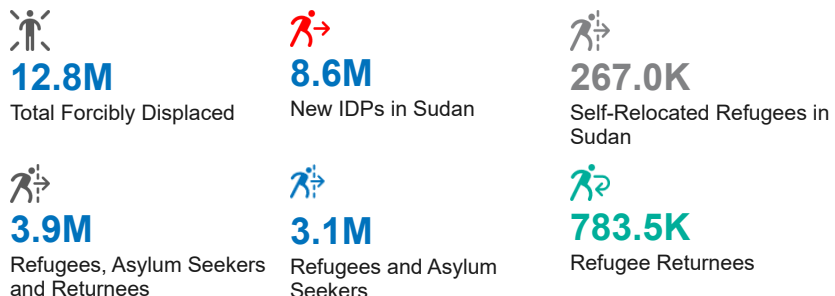 12.8M
Total Forcibly Displaced
8.6M
New IDPs in Sudan
267.0K
Self-Relocated Refugees in
Sudan
3.9M
Refugees, Asylum Seekers
and Returnees
3.1M
Refugees and Asylum
Seekers
783.5K
Refugee Returnees